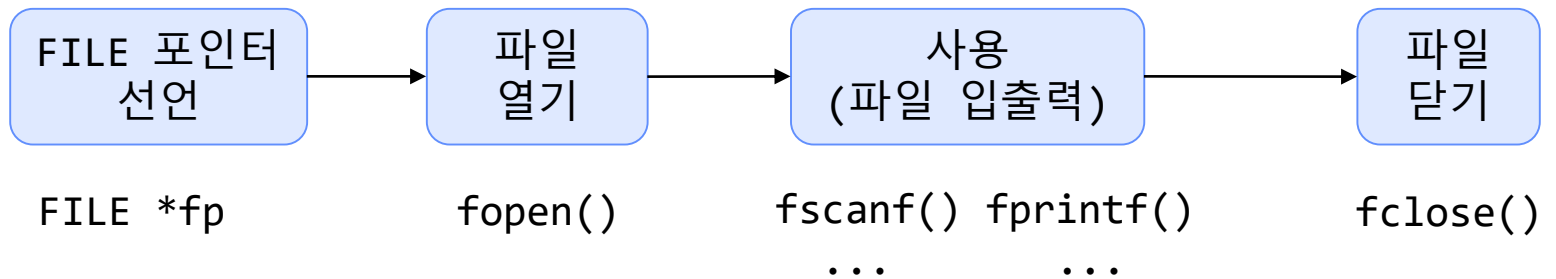 FILE 포인터
선언
파일
열기
사용
(파일 입출력)
파일
닫기
FILE *fp
fopen()
fscanf() fprintf()
... ...
fclose()